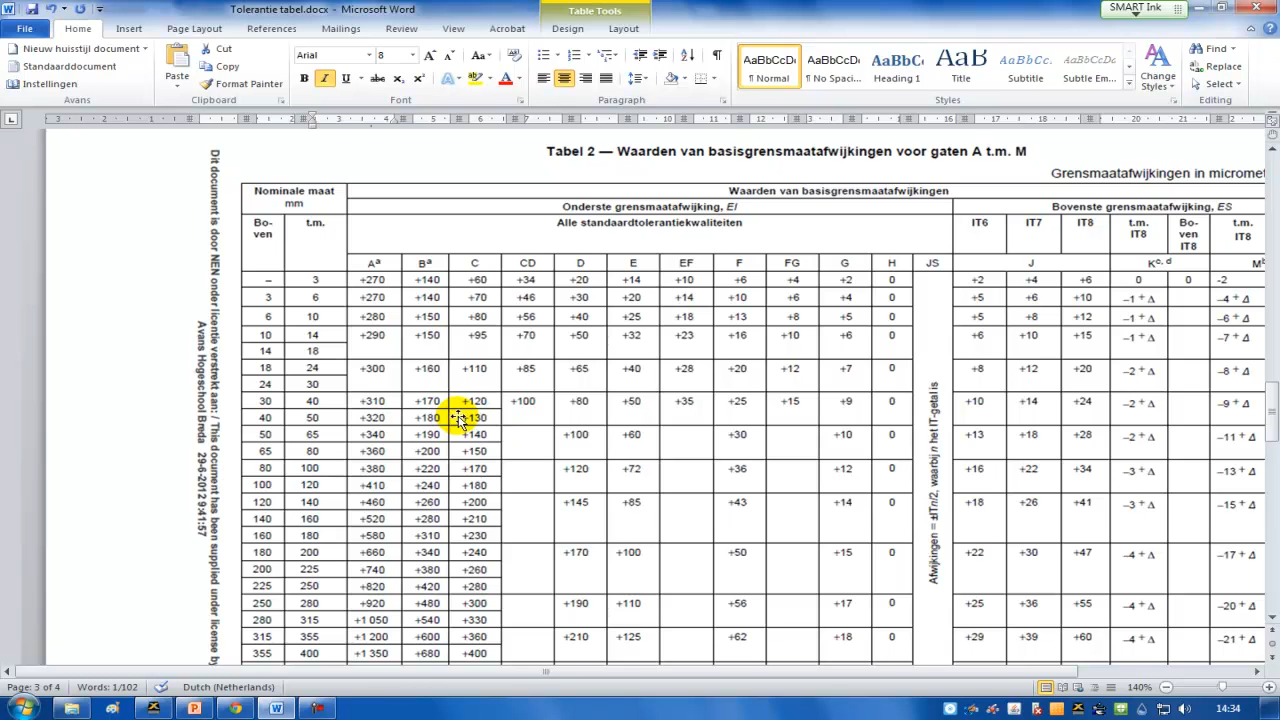 Tolerantie tabel.docx - Microsoft Word
Table Tools
SMART Ink
File Home Insert Page Layout References Mailings Review View Acrobat Design Layout
Nieuw huisstijl document Cut Arial 8 AaBbCcDc AaBbCcDc AaBbCc AaB AaBbCc. AaBbCcDc Find
Standaarddocument Copy Paste Replace
Instellingen Format Painter ¶ Normal ¶ No Spaci... Heading 1 Title Subtitle Subtle Em... Change Styles Select
Avans Clipboard Font Paragraph Styles Editing
Dit document is door NEN onder licentie verstrekt aan: / This document has been supplied under license by
Avans Hogeschool Breda 29-6-2012 9:41:57
Tabel 2 — Waarden van basisgrensmaatafwijkingen voor gaten A t.m. M
Grensmaatafwijkingen in micromet
Nominale maat mm Waarden van basisgrensmaatafwijkingen
Onderste grensmaatafwijking, EI Bovenste grensmaatafwijking, ES
Bo-ven t.m. Alle standaardtolerantiekwaliteiten IT6 IT7 IT8 t.m. IT8 Bo-ven IT8 t.m. IT8
Aª Bª C CD D E EF F FG G H JS J Kc, d Mb
– 3 +270 +140 +60 +34 +20 +14 +10 +6 +4 +2 0 +2 +4 +6 0 0 -2
3 6 +270 +140 +70 +46 +30 +20 +14 +10 +6 +4 0 +5 +6 +10 –1 + Δ –4 + Δ
6 10 +280 +150 +80 +56 +40 +25 +18 +13 +8 +5 0 +5 +8 +12 –1 + Δ –6 + Δ
10 14 +290 +150 +95 +70 +50 +32 +23 +16 +10 +6 0 +6 +10 +15 –1 + Δ –7 + Δ
14 18
18 24 +300 +160 +110 +85 +65 +40 +28 +20 +12 +7 0 +8 +12 +20 –2 + Δ –8 + Δ
24 30
30 40 +310 +170 +120 +100 +80 +50 +35 +25 +15 +9 0 +10 +14 +24 –2 + Δ –9 + Δ
40 50 +320 +180 +130
50 65 +340 +190 +140 +100 +60 +30 +10 0 +13 +18 +28 –2 + Δ –11 + Δ
65 80 +360 +200 +150
80 100 +380 +220 +170 +120 +72 +36 +12 0 +16 +22 +34 –3 + Δ –13 + Δ
100 120 +410 +240 +180
120 140 +460 +260 +200 +145 +85 +43 +14 0 +18 +26 +41 –3 + Δ –15 + Δ
140 160 +520 +280 +210
160 180 +580 +310 +230
180 200 +660 +340 +240 +170 +100 +50 +15 0 +22 +30 +47 –4 + Δ –17 + Δ
200 225 +740 +380 +260
225 250 +820 +420 +280
250 280 +920 +480 +300 +190 +110 +56 +17 0 +25 +36 +55 –4 + Δ –20 + Δ
280 315 +1 050 +540 +330
315 355 +1 200 +600 +360 +210 +125 +62 +18 0 +29 +39 +60 –4 + Δ –21 + Δ
355 400 +1 350 +680 +400
Afwijkingen = ±ITn/2, waarbij n het IT-getal is
Page: 3 of 4 Words: 1/102 Dutch (Netherlands) 140%
14:34